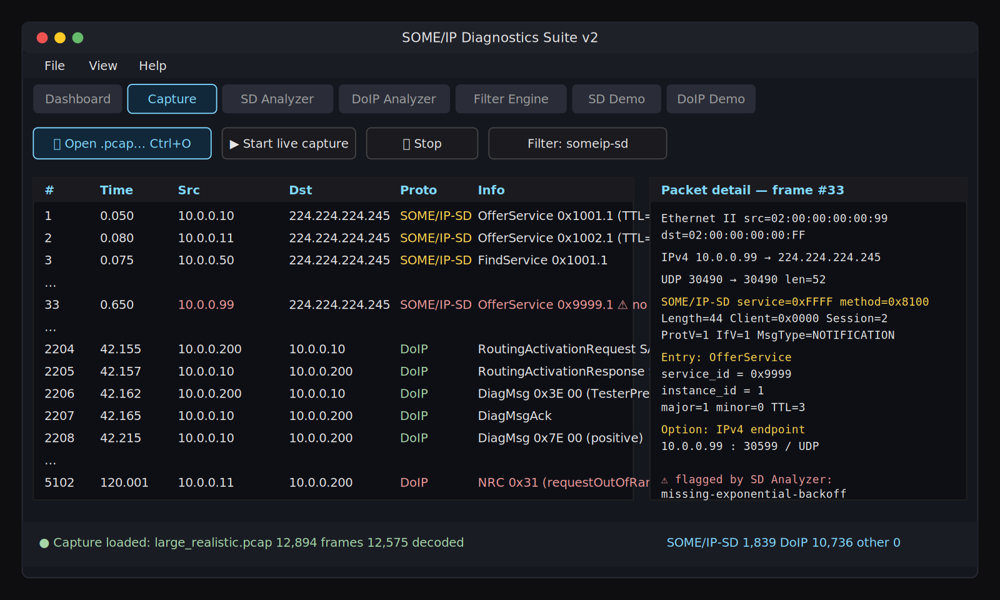 SOME/IP Diagnostics Suite v2
File View Help
Dashboard Capture SD Analyzer DoIP Analyzer Filter Engine SD Demo DoIP Demo
Open .pcap... Ctrl+O ▶ Start live capture Stop Filter: someip-sd
# Time Src Dst Proto Info
1 0.050 10.0.0.10 224.224.224.245 SOME/IP-SD OfferService 0x1001.1 (TTL=
2 0.080 10.0.0.11 224.224.224.245 SOME/IP-SD OfferService 0x1002.1 (TTL=
3 0.075 10.0.0.50 224.224.224.245 SOME/IP-SD FindService 0x1001.1
...
33 0.650 10.0.0.99 224.224.224.245 SOME/IP-SD OfferService 0x9999.1 ⚠ no
...
2204 42.155 10.0.0.200 10.0.0.10 DoIP RoutingActivationRequest SA
2205 42.157 10.0.0.10 10.0.0.200 DoIP RoutingActivationResponse
2206 42.162 10.0.0.200 10.0.0.10 DoIP DiagMsg 0x3E 00 (TesterPre
2207 42.165 10.0.0.10 10.0.0.200 DoIP DiagMsgAck
2208 42.215 10.0.0.10 10.0.0.200 DoIP DiagMsg 0x7E 00 (positive)
...
5102 120.001 10.0.0.11 10.0.0.200 DoIP NRC 0x31 (requestOutOfRan
Packet detail — frame #33
Ethernet II src=02:00:00:00:00:99
dst=02:00:00:00:00:FF
IPv4 10.0.0.99 → 224.224.224.245
UDP 30490 → 30490 len=52
SOME/IP-SD service=0xFFFF method=0x8100
Length=44 Client=0x0000 Session=2
ProtV=1 IfV=1 MsgType=NOTIFICATION
Entry: OfferService
service_id = 0x9999
instance_id = 1
major=1 minor=0 TTL=3
Option: IPv4 endpoint
10.0.0.99 : 30599 / UDP
⚠ flagged by SD Analyzer:
missing-exponential-backoff
● Capture loaded: large_realistic.pcap 12,894 frames 12,575 decoded
SOME/IP-SD 1,839 DoIP 10,736 other 0